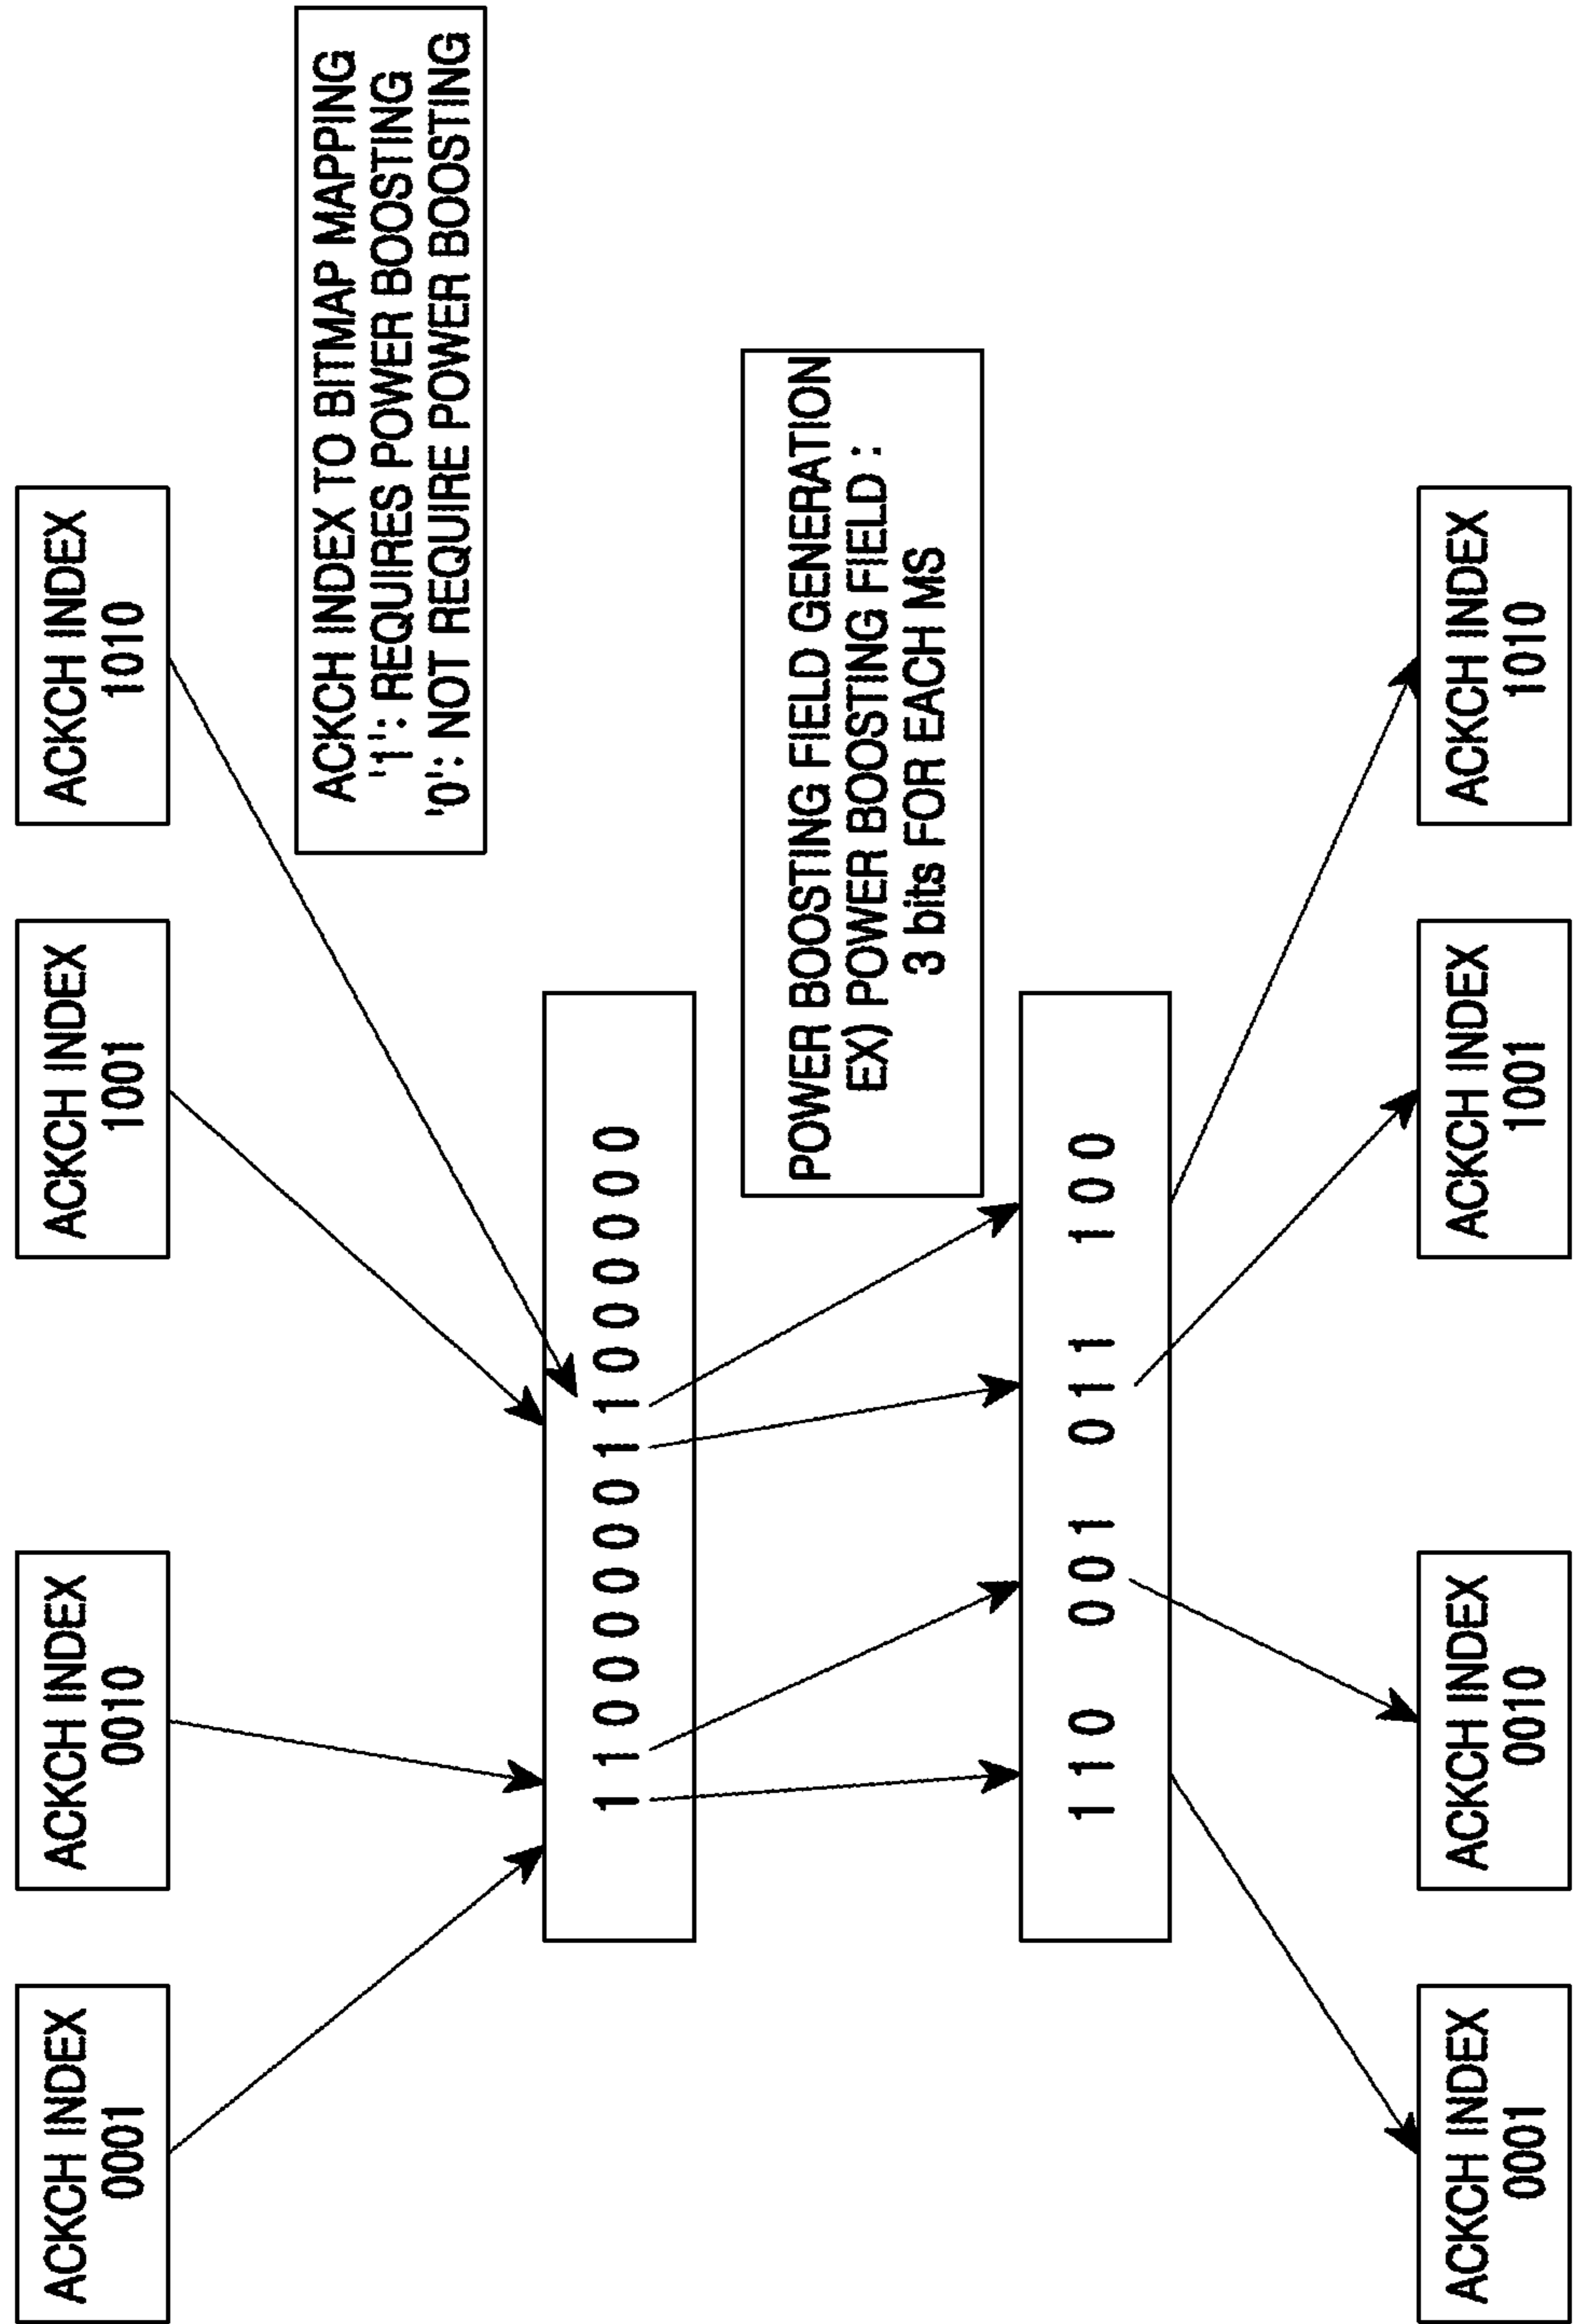 ACKCH INDEX
0001
ACKCH INDEX
0010
ACKCH INDEX
1001
ACKCH INDEX
1010
ACKCH INDEX TO BITMAP MAPPING
'1': REQUIRES POWER BOOSTING
'0': NOT REQUIRE POWER BOOSTING
1 1 0 0 0 0 0 0 1 1 0 0 0 0 0 0
POWER BOOSTING FIELD GENERATION
EX) POWER BOOSTING FIELD :
3 bits FOR EACH MS
1 1 0 0 0 1 0 1 1 1 0 0
ACKCH INDEX
0001
ACKCH INDEX
0010
ACKCH INDEX
1001
ACKCH INDEX
1010